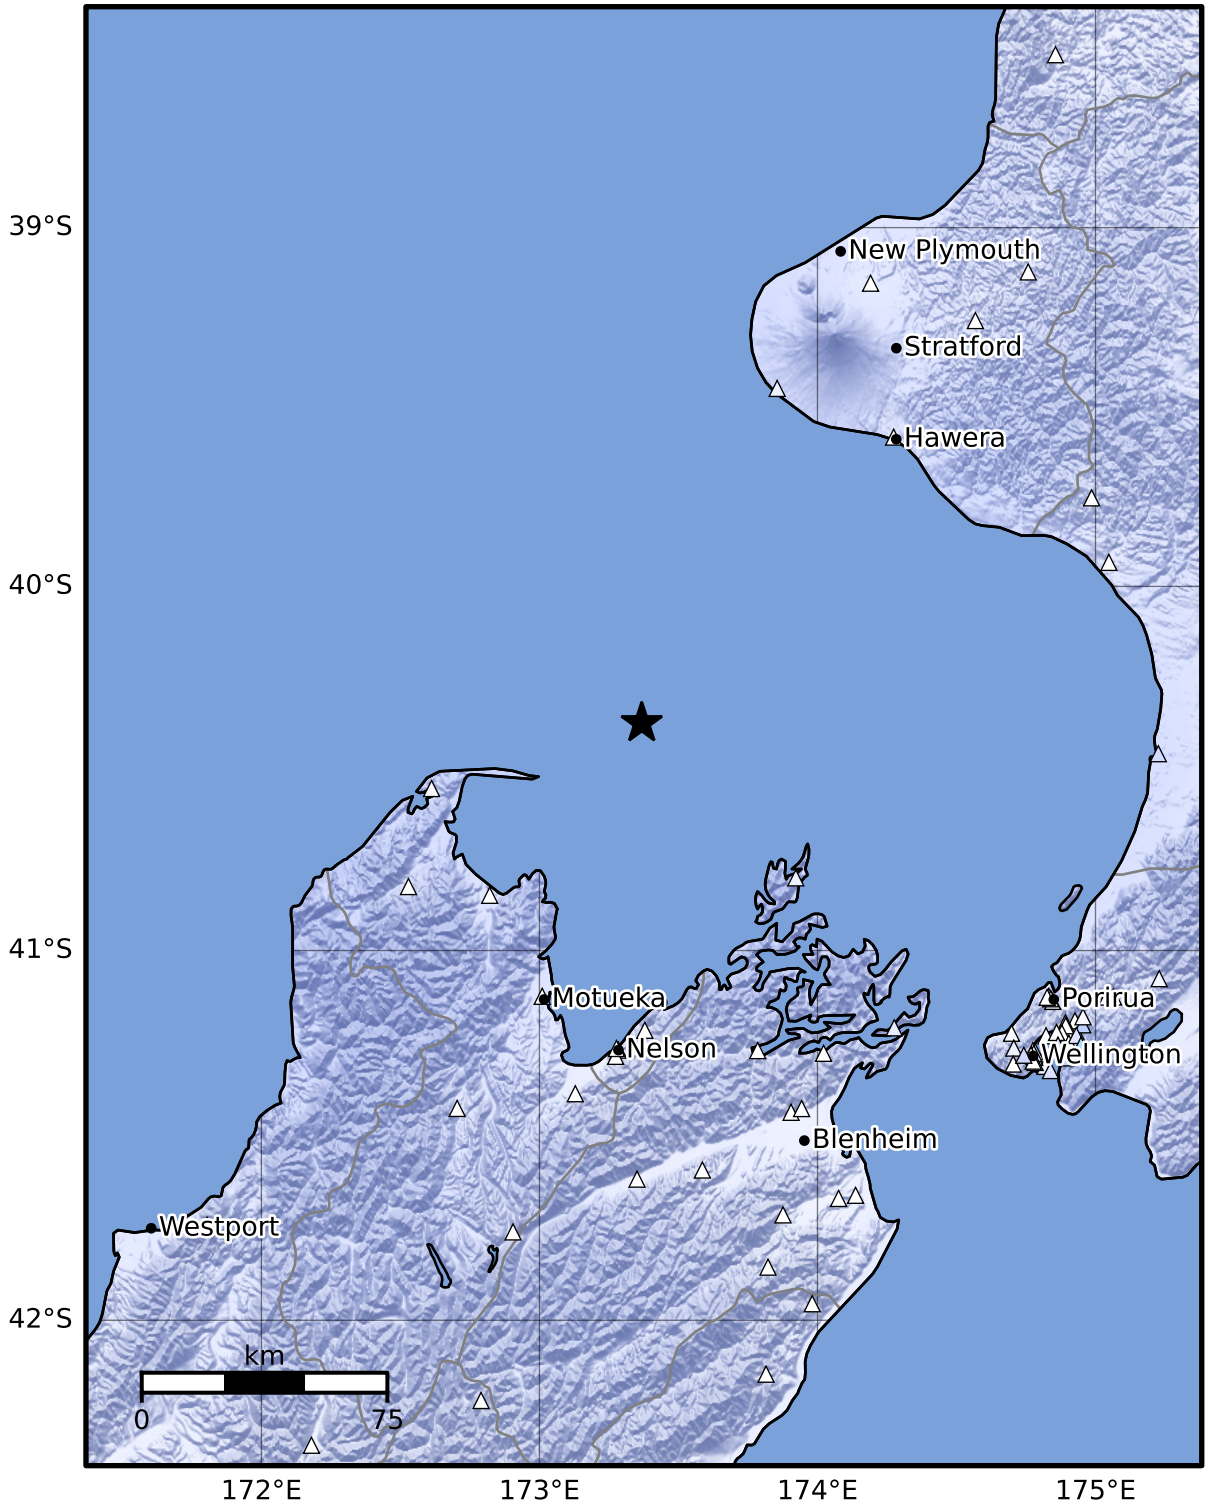 39°S
New Plymouth
Stratford
Hawera
40°S
41°S
Motueka
Porirua
Nelson
Wellington
Blenheim
Westport
42°S
km
0
75
172°E
173°E
174°E
175°E